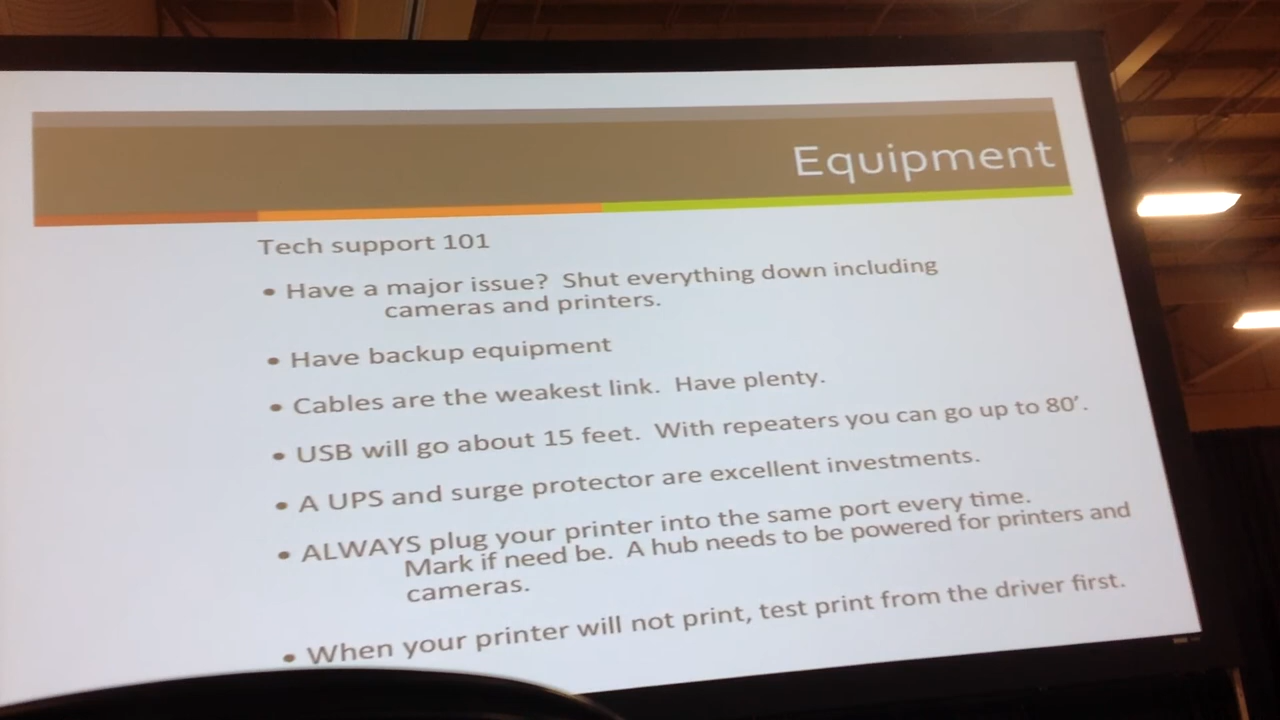 Equipment
Tech support 101
• Have a major issue? Shut everything down including
cameras and printers.
• Have backup equipment
• Cables are the weakest link. Have plenty.
• USB will go about 15 feet. With repeaters you can go up to 80’.
• A UPS and surge protector are excellent investments.
• ALWAYS plug your printer into the same port every time.
Mark if need be. A hub needs to be powered for printers and
cameras.
• When your printer will not print, test print from the driver first.